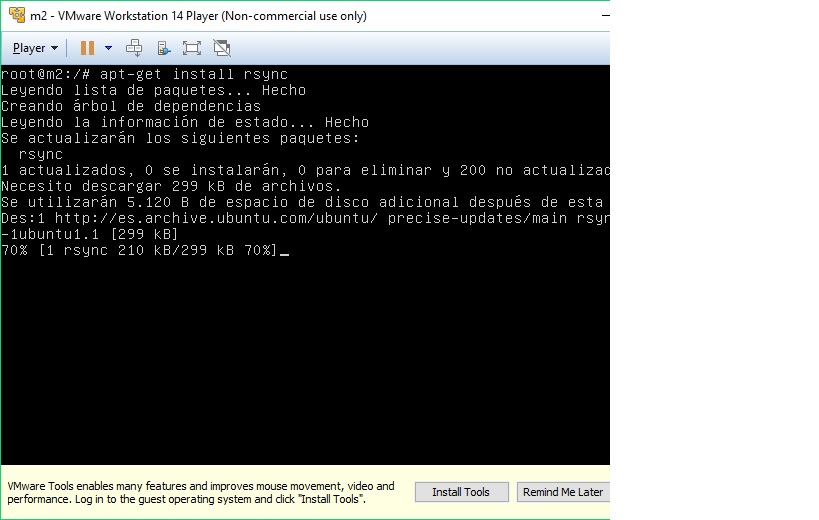 m2 - VMware Workstation 14 Player (Non-commercial use only)
Player
root@m2:/# apt-get install rsync
Leyendo lista de paquetes... Hecho
Creando árbol de dependencias
Leyendo la información de estado... Hecho
Se actualizarán los siguientes paquetes:
rsync
1 actualizados, 0 se instalarán, 0 para eliminar y 200 no actualizad
Necesito descargar 299 kB de archivos.
Se utilizarán 5.120 B de espacio de disco adicional después de esta
Des:1 http://es.archive.ubuntu.com/ubuntu/ precise-updates/main rsyn
-1ubuntu1.1 [299 kB]
70% [1 rsync 210 kB/299 kB 70%]_
VMware Tools enables many features and improves mouse movement, video and
performance. Log in to the guest operating system and click "Install Tools".
Install Tools
Remind Me Later